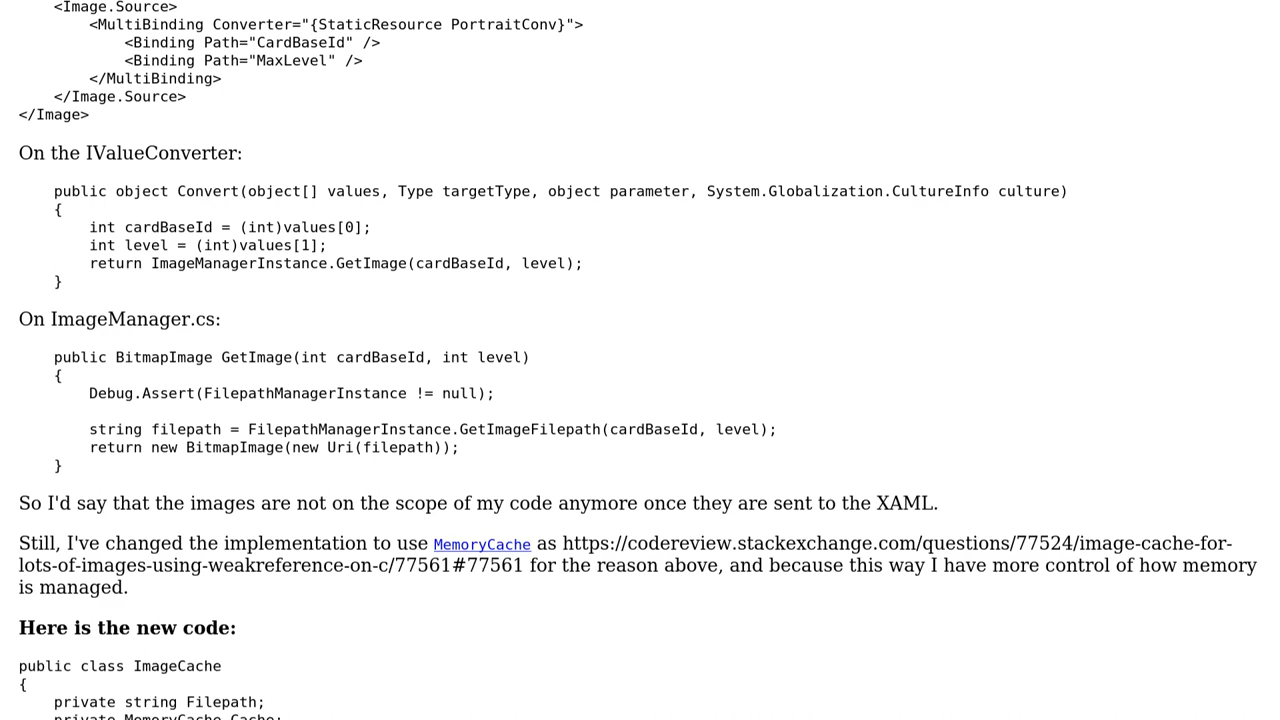 <Image.Source>
<MultiBinding Converter="{StaticResource PortraitConv}">
<Binding Path="CardBaseId" />
<Binding Path="MaxLevel" />
</MultiBinding>
</Image.Source>
</Image>
On the IValueConverter:
public object Convert(object[] values, Type targetType, object parameter, System.Globalization.CultureInfo culture)
{
int cardBaseId = (int)values[0];
int level = (int)values[1];
return ImageManagerInstance.GetImage(cardBaseId, level);
}
On ImageManager.cs:
public BitmapImage GetImage(int cardBaseId, int level)
{
Debug.Assert(FilepathManagerInstance != null);
string filepath = FilepathManagerInstance.GetImageFilepath(cardBaseId, level);
return new BitmapImage(new Uri(filepath));
}
So I'd say that the images are not on the scope of my code anymore once they are sent to the XAML.
Still, I've changed the implementation to use MemoryCache as https://codereview.stackexchange.com/questions/77524/image-cache-for-
lots-of-images-using-weakreference-on-c/77561#77561 for the reason above, and because this way I have more control of how memory
is managed.
Here is the new code:
public class ImageCache
{
private string Filepath;
private MemoryCache Cache;